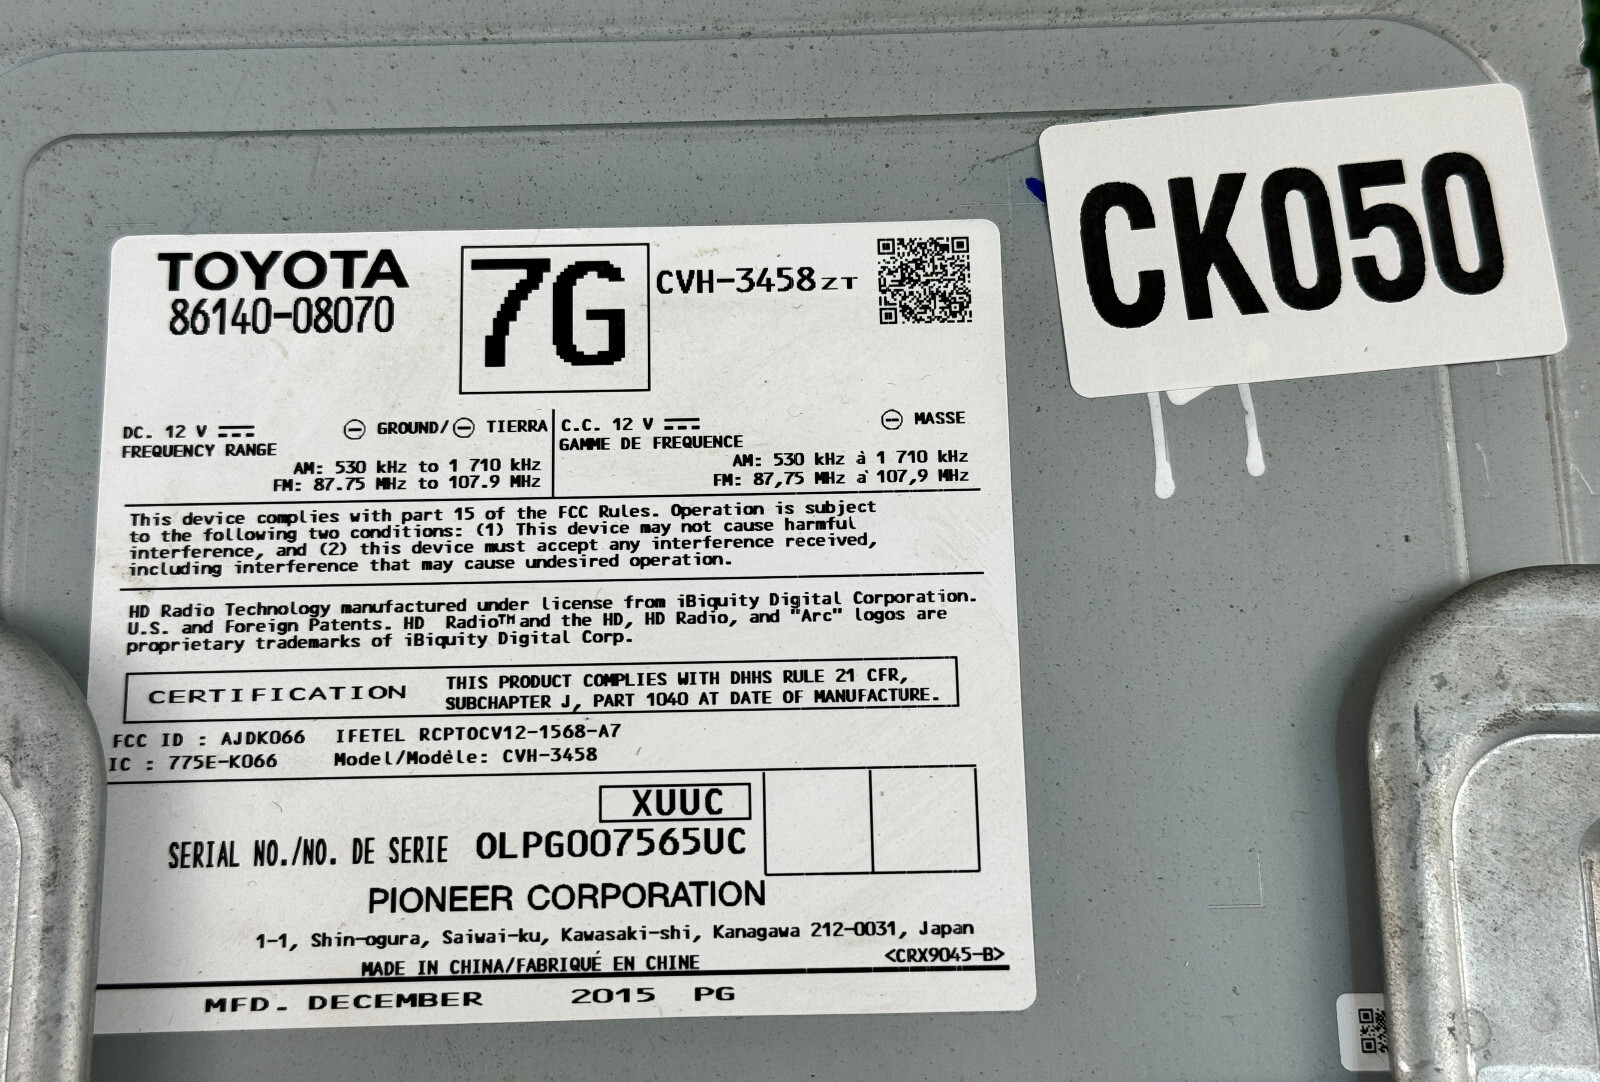 CK050
TOYOTA
86140-08070
7G
CVH-3458ZT
DC. 12 V
GROUND/ TIERRA
FREQUENCY RANGE
AM: 530 kHz to 1 710 kHz
FM: 87.75 MHz to 107.9 MHz
C.C. 12 V
MASSE
GAMME DE FREQUENCE
AM: 530 kHz à 1 710 kHz
FM: 87,75 MHz à 107,9 MHz
This device complies with part 15 of the FCC Rules. Operation is subject
to the following two conditions: (1) This device may not cause harmful
interference, and (2) this device must accept any interference received,
including interference that may cause undesired operation.
HD Radio Technology manufactured under license from iBiquity Digital Corporation.
U.S. and Foreign Patents. HD Radio™ and the HD, HD Radio, and "Arc" logos are
proprietary trademarks of iBiquity Digital Corp.
CERTIFICATION
THIS PRODUCT COMPLIES WITH DHHS RULE 21 CFR,
SUBCHAPTER J, PART 1040 AT DATE OF MANUFACTURE.
FCC ID : AJDK066 IFETEL RCPTOCV12-1568-A7
IC : 775E-K066 Model/Modèle: CVH-3458
XUUC
SERIAL NO./NO. DE SERIE OLPG007565UC
PIONEER CORPORATION
1-1, Shin-ogura, Saiwai-ku, Kawasaki-shi, Kanagawa 212-0031, Japan
MADE IN CHINA/FABRIQUÉ EN CHINE
<CRX9045-B>
MFD. DECEMBER 2015 PG